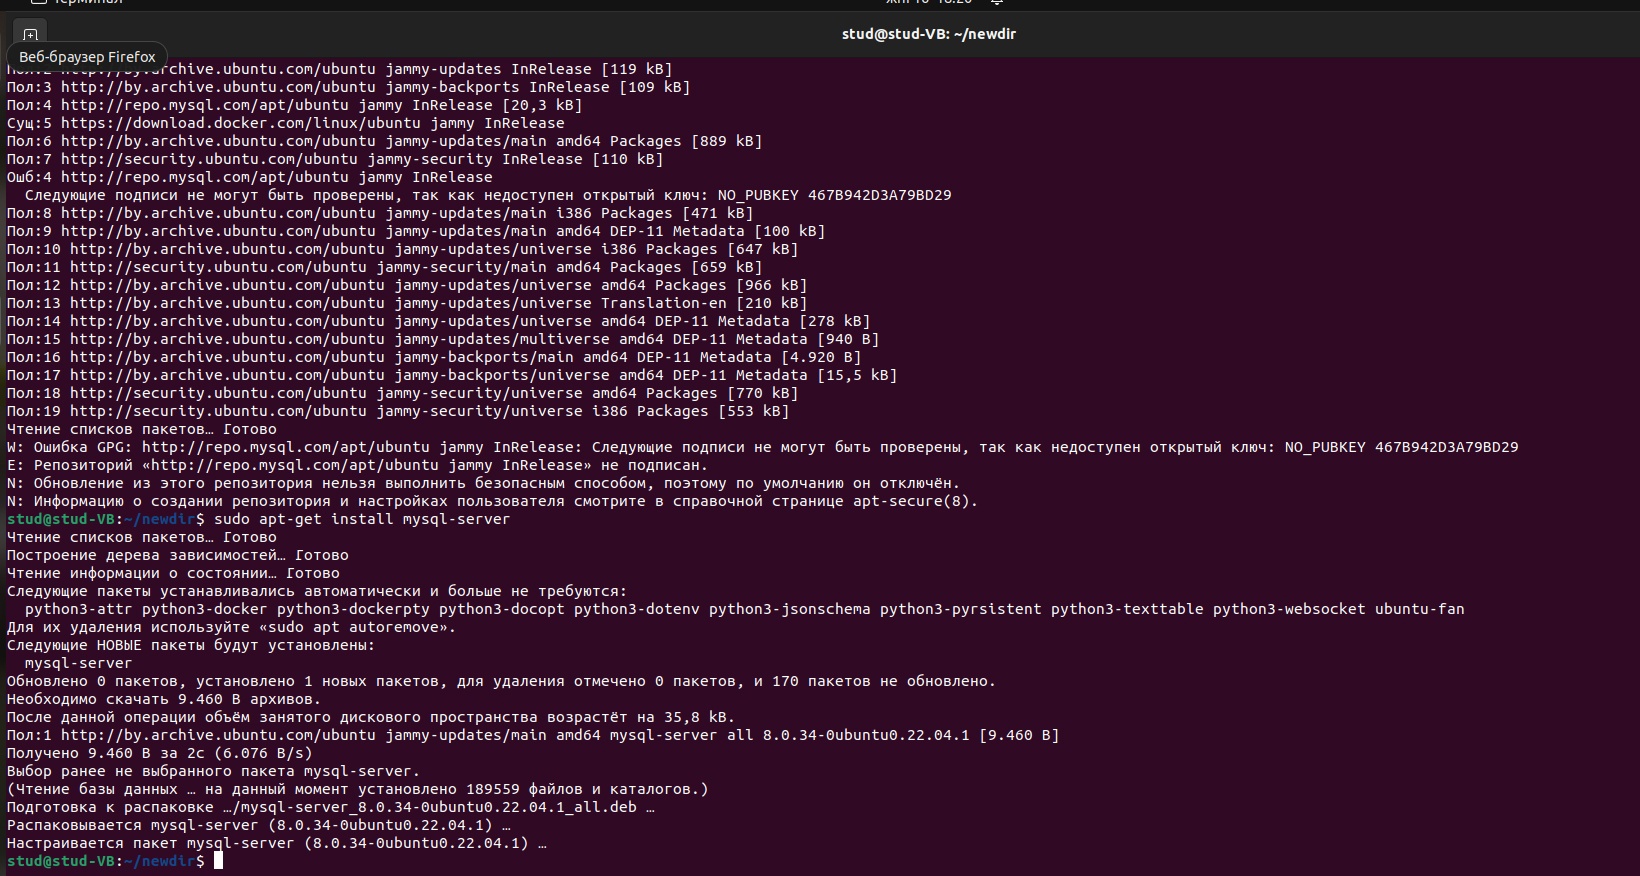 Терминал
stud@stud-VB: ~/newdir
Веб-браузер Firefox
http://by.archive.ubuntu.com/ubuntu jammy-updates InRelease [119 kB]
Пол:3 http://by.archive.ubuntu.com/ubuntu jammy-backports InRelease [109 kB]
Пол:4 http://repo.mysql.com/apt/ubuntu jammy InRelease [20,3 kB]
Сущ:5 https://download.docker.com/linux/ubuntu jammy InRelease
Пол:6 http://by.archive.ubuntu.com/ubuntu jammy-updates/main amd64 Packages [889 kB]
Пол:7 http://security.ubuntu.com/ubuntu jammy-security InRelease [110 kB]
Ошб:4 http://repo.mysql.com/apt/ubuntu jammy InRelease
Следующие подписи не могут быть проверены, так как недоступен открытый ключ: NO_PUBKEY 467B942D3A79BD29
Пол:8 http://by.archive.ubuntu.com/ubuntu jammy-updates/main i386 Packages [471 kB]
Пол:9 http://by.archive.ubuntu.com/ubuntu jammy-updates/main amd64 DEP-11 Metadata [100 kB]
Пол:10 http://by.archive.ubuntu.com/ubuntu jammy-updates/universe i386 Packages [647 kB]
Пол:11 http://security.ubuntu.com/ubuntu jammy-security/main amd64 Packages [659 kB]
Пол:12 http://by.archive.ubuntu.com/ubuntu jammy-updates/universe amd64 Packages [966 kB]
Пол:13 http://by.archive.ubuntu.com/ubuntu jammy-updates/universe Translation-en [210 kB]
Пол:14 http://by.archive.ubuntu.com/ubuntu jammy-updates/universe amd64 DEP-11 Metadata [278 kB]
Пол:15 http://by.archive.ubuntu.com/ubuntu jammy-updates/multiverse amd64 DEP-11 Metadata [940 B]
Пол:16 http://by.archive.ubuntu.com/ubuntu jammy-backports/main amd64 DEP-11 Metadata [4.920 B]
Пол:17 http://by.archive.ubuntu.com/ubuntu jammy-backports/universe amd64 DEP-11 Metadata [15,5 kB]
Пол:18 http://security.ubuntu.com/ubuntu jammy-security/universe amd64 Packages [770 kB]
Пол:19 http://security.ubuntu.com/ubuntu jammy-security/universe i386 Packages [553 kB]
Чтение списков пакетов… Готово
W: Ошибка GPG: http://repo.mysql.com/apt/ubuntu jammy InRelease: Следующие подписи не могут быть проверены, так как недоступен открытый ключ: NO_PUBKEY 467B942D3A79BD29
E: Репозиторий «http://repo.mysql.com/apt/ubuntu jammy InRelease» не подписан.
N: Обновление из этого репозитория нельзя выполнить безопасным способом, поэтому по умолчанию он отключён.
N: Информацию о создании репозитория и настройках пользователя смотрите в справочной странице apt-secure(8).
stud@stud-VB:~/newdir$ sudo apt-get install mysql-server
Чтение списков пакетов… Готово
Построение дерева зависимостей… Готово
Чтение информации о состоянии… Готово
Следующие пакеты устанавливались автоматически и больше не требуются:
python3-attr python3-docker python3-dockerpty python3-docopt python3-dotenv python3-jsonschema python3-pyrsistent python3-texttable python3-websocket ubuntu-fan
Для их удаления используйте «sudo apt autoremove».
Следующие НОВЫЕ пакеты будут установлены:
mysql-server
Обновлено 0 пакетов, установлено 1 новых пакетов, для удаления отмечено 0 пакетов, и 170 пакетов не обновлено.
Необходимо скачать 9.460 B архивов.
После данной операции объём занятого дискового пространства возрастёт на 35,8 kB.
Пол:1 http://by.archive.ubuntu.com/ubuntu jammy-updates/main amd64 mysql-server all 8.0.34-0ubuntu0.22.04.1 [9.460 B]
Получено 9.460 B за 2с (6.076 B/s)
Выбор ранее не выбранного пакета mysql-server.
(Чтение базы данных … на данный момент установлено 189559 файлов и каталогов.)
Подготовка к распаковке …/mysql-server_8.0.34-0ubuntu0.22.04.1_all.deb …
Распаковывается mysql-server (8.0.34-0ubuntu0.22.04.1) …
Настраивается пакет mysql-server (8.0.34-0ubuntu0.22.04.1) …
stud@stud-VB:~/newdir$